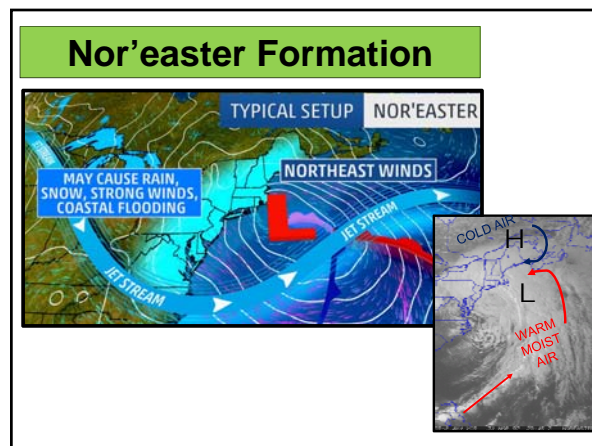 Nor'easter Formation
TYPICAL SETUP
NOR'EASTER
MAY CAUSE RAIN,
SNOW, STRONG WINDS,
COASTAL FLOODING
NORTHEAST WINDS
L
JET STREAM
JET STREAM
COLD AIR
H
L
WARM
MOIST
AIR